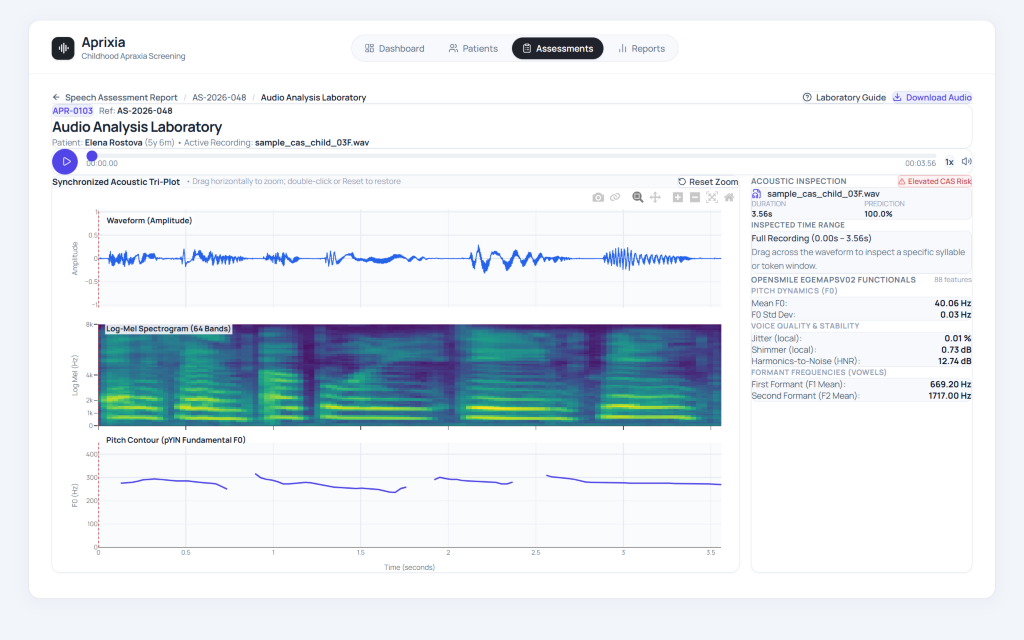 Aprixia
Childhood Apraxia Screening
Dashboard
Patients
Assessments
Reports
Speech Assessment Report / AS-2026-048 / Audio Analysis Laboratory
Laboratory Guide
Download Audio
APR-0103 Ref: AS-2026-048
Audio Analysis Laboratory
Patient: Elena Rostova (5y 6m) • Active Recording: sample_cas_child_03F.wav
00:00.00
00:03.56
1x
Synchronized Acoustic Tri-Plot • Drag horizontally to zoom; double-click or Reset to restore
Reset Zoom
Waveform (Amplitude)
1
0.5
0
−0.5
−1
Amplitude
Log-Mel Spectrogram (64 Bands)
8k
4k
2k
1k
0
Log Mel (Hz)
Pitch Contour (pYIN Fundamental F0)
400
300
200
100
0
F0 (Hz)
0 0.5 1 1.5 2 2.5 3 3.5
Time (seconds)
ACOUSTIC INSPECTION
Elevated CAS Risk
sample_cas_child_03F.wav
DURATION PREDICTION
3.56s 100.0%
INSPECTED TIME RANGE
Full Recording (0.00s – 3.56s)
Drag across the waveform to inspect a specific syllable
or token window.
OPENSMILE EGEMAPSV02 FUNCTIONALS 88 features
PITCH DYNAMICS (F0)
Mean F0: 40.06 Hz
F0 Std Dev: 0.03 Hz
VOICE QUALITY & STABILITY
Jitter (local): 0.01 %
Shimmer (local): 0.73 dB
Harmonics-to-Noise (HNR): 12.74 dB
FORMANT FREQUENCIES (VOWELS)
First Formant (F1 Mean): 669.20 Hz
Second Formant (F2 Mean): 1717.00 Hz